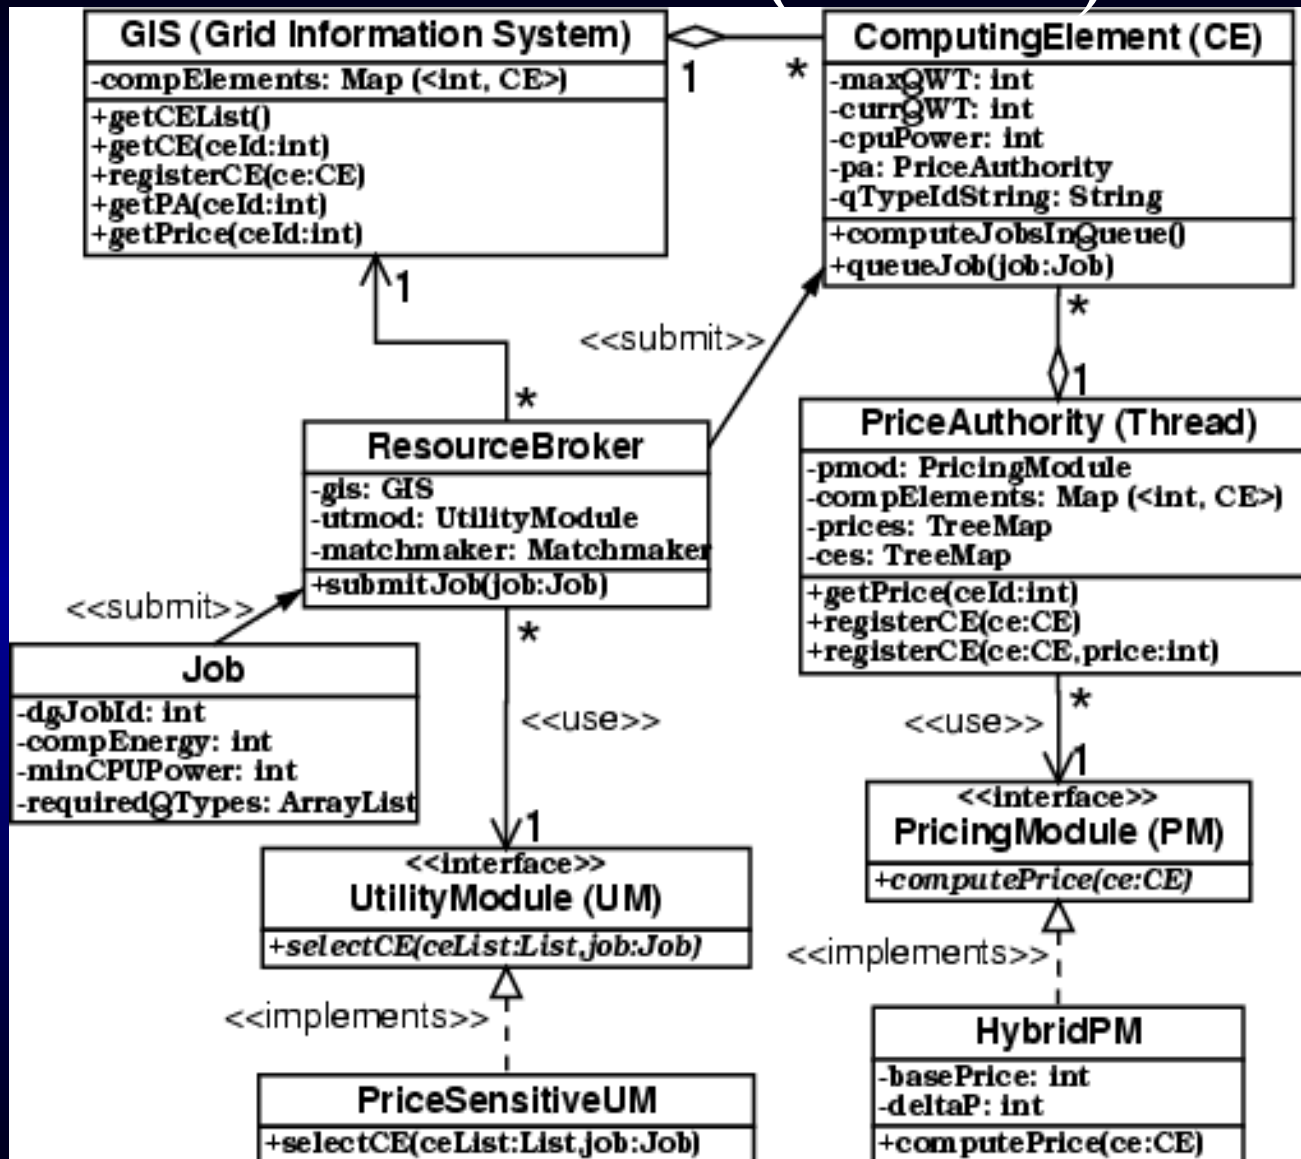 GIS (Grid Information System)
-compElements: Map (<int, CE>)
+getCEList()
+getCE(ceId:int)
+registerCE(ce:CE)
+getPA(ceId:int)
+getPrice(ceId:int)
1
*
ComputingElement (CE)
-maxQWT: int
-currQWT: int
-cpuPower: int
-pa: PriceAuthority
-qTypeIdString: String
+computeJobsInQueue()
+queueJob(job:Job)
1
*
<<submit>>
*
1
ResourceBroker
-gis: GIS
-utmod: UtilityModule
-matchmaker: Matchmaker
+submitJob(job:Job)
PriceAuthority (Thread)
-pmod: PricingModule
-compElements: Map (<int, CE>)
-prices: TreeMap
-ces: TreeMap
+getPrice(ceId:int)
+registerCE(ce:CE)
+registerCE(ce:CE,price:int)
<<submit>>
Job
-dgJobId: int
-compEnergy: int
-minCPUPower: int
-requiredQTypes: ArrayList
*
<<use>>
1
*
<<use>>
1
<<interface>>
UtilityModule (UM)
+selectCE(ceList:List,job:Job)
<<interface>>
PricingModule (PM)
+computePrice(ce:CE)
<<implements>>
<<implements>>
PriceSensitiveUM
+selectCE(ceList:List,job:Job)
HybridPM
-basePrice: int
-deltaP: int
+computePrice(ce:CE)